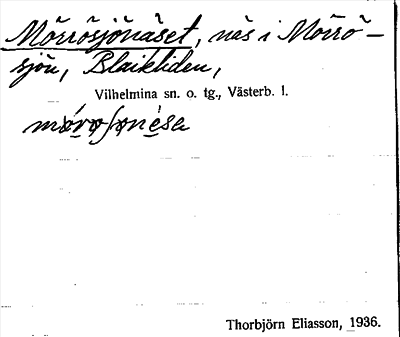 Mörrösjönäset, näs i Mörrö-
sjön, Blaikliden,
Vilhelmina sn. o. tg., Västerb. l.
Thorbjörn Eliasson, 1936.